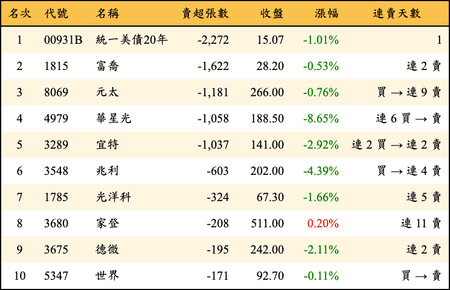 名次 代號 名稱 賣超張數 收盤 漲幅 連賣天數
1 00931B 統一美債20年 -2,272 15.07 -1.01% 1
2 1815 富喬 -1,622 28.20 -0.53% 連 2 賣
3 8069 元太 -1,181 266.00 -0.76% 買 → 連 9 賣
4 4979 華星光 -1,058 188.50 -8.65% 連 6 買 → 賣
5 3289 宜特 -1,037 141.00 -2.92% 連 2 買 → 連 2 賣
6 3548 兆利 -603 202.00 -4.39% 買 → 連 4 賣
7 1785 光洋科 -324 67.30 -1.66% 連 5 賣
8 3680 家登 -208 511.00 0.20% 連 11 賣
9 3675 德微 -195 242.00 -2.11% 連 2 賣
10 5347 世界 -171 92.70 -0.11% 買 → 賣